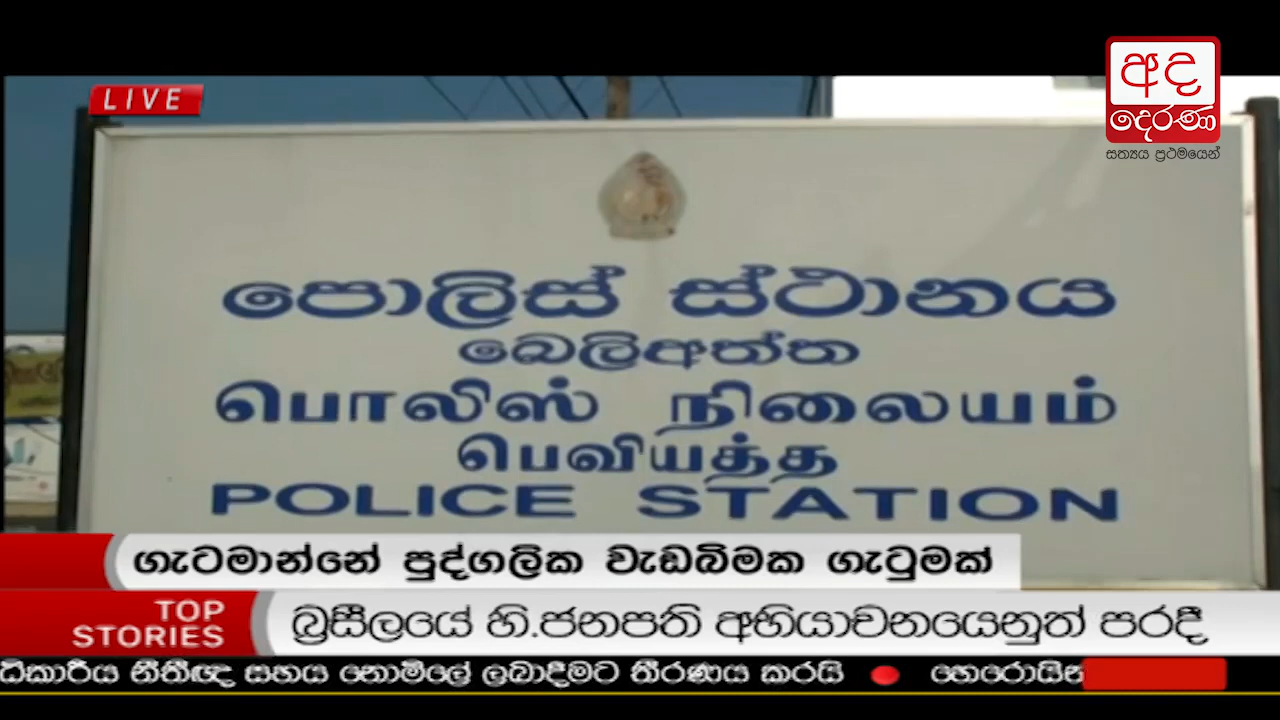 LIVE
අද
දෙරණ
සත්‍යය ප්‍රථමයෙන්
පොලිස් ස්ථානය
බෙලිඅත්ත
பொலிஸ் நிலையம்
பெவியத்த
POLICE STATION
ගැටමාන්නේ පුද්ගලික වැඩබිමක ගැටුමක්
TOP
STORIES
බ්‍රසීලයේ හි.ජනපති අභියාචනයෙනුත් පරදී
ධිකාරිය නීතීඥ සහය නොමිලේ ලබාදීමට තීරණය කරයි